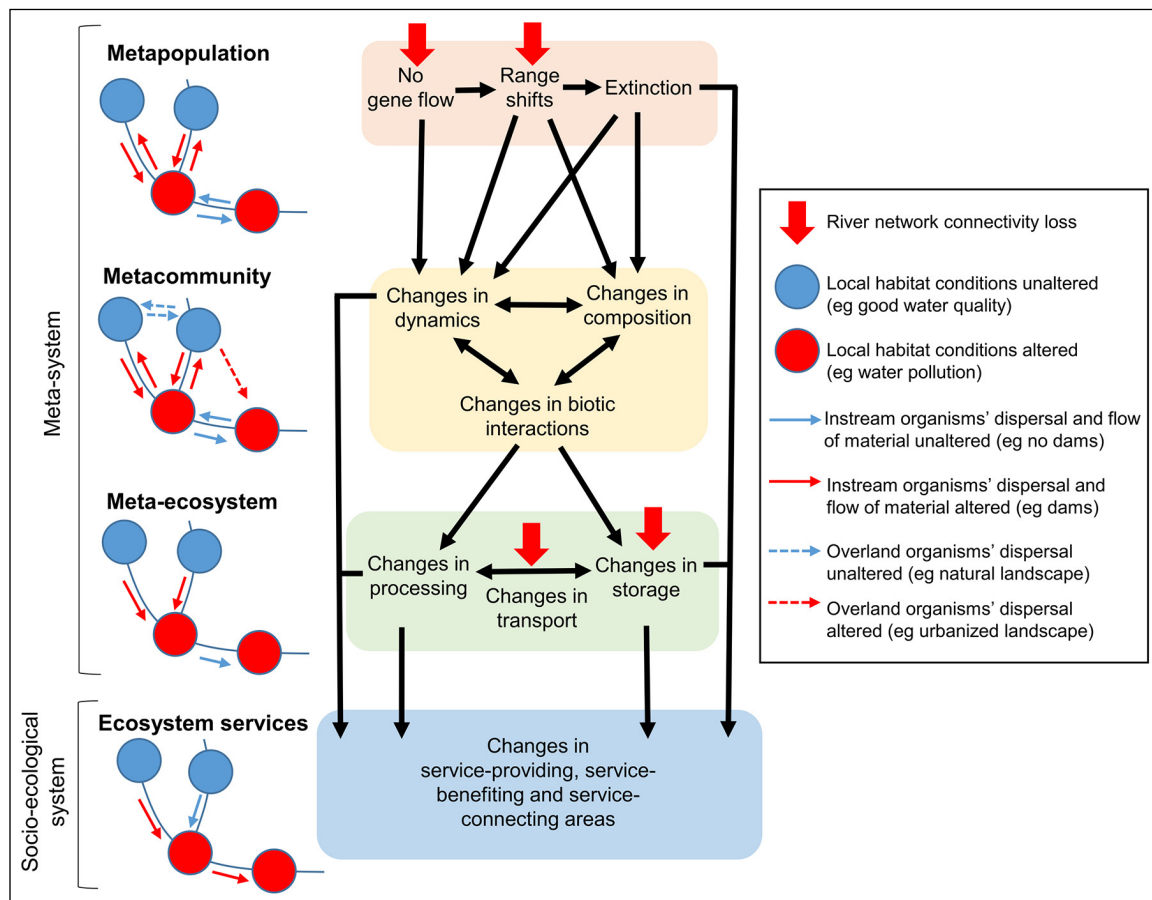 Meta-system
Socio-ecological
system
Metapopulation
Metacommunity
Meta-ecosystem
Ecosystem services
No
gene flow
Range
shifts
Extinction
Changes in
dynamics
Changes in
composition
Changes in biotic
interactions
Changes in
processing
Changes in
transport
Changes in
storage
Changes in
service-providing, service-
benefiting and service-
connecting areas
River network connectivity loss
Local habitat conditions unaltered
(eg good water quality)
Local habitat conditions altered
(eg water pollution)
Instream organisms' dispersal and flow
of material unaltered (eg no dams)
Instream organisms' dispersal and
flow of material altered (eg dams)
Overland organisms' dispersal
unaltered (eg natural landscape)
Overland organisms' dispersal
altered (eg urbanized landscape)